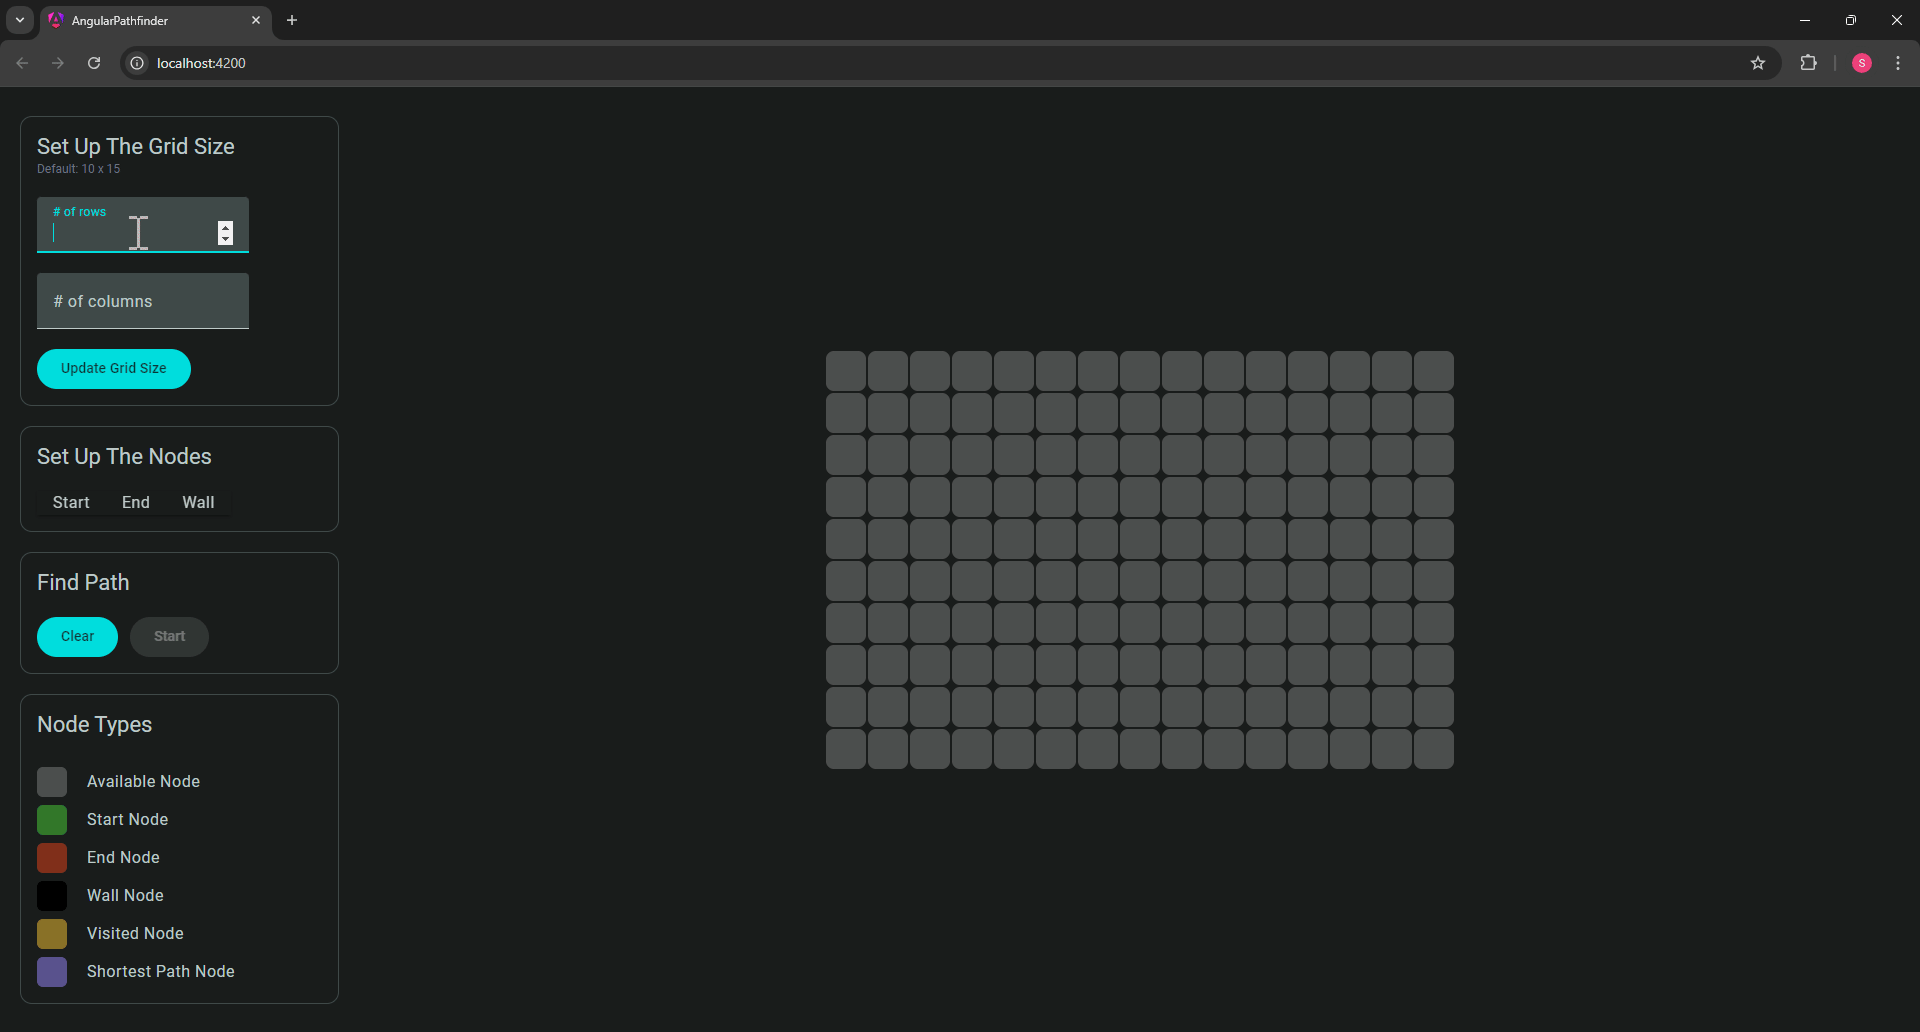 AngularPathfinder
localhost:4200
S
Set Up The Grid Size
Default: 10 x 15
# of rows
# of columns
Update Grid Size
Set Up The Nodes
Start End Wall
Find Path
Clear Start
Node Types
Available Node
Start Node
End Node
Wall Node
Visited Node
Shortest Path Node